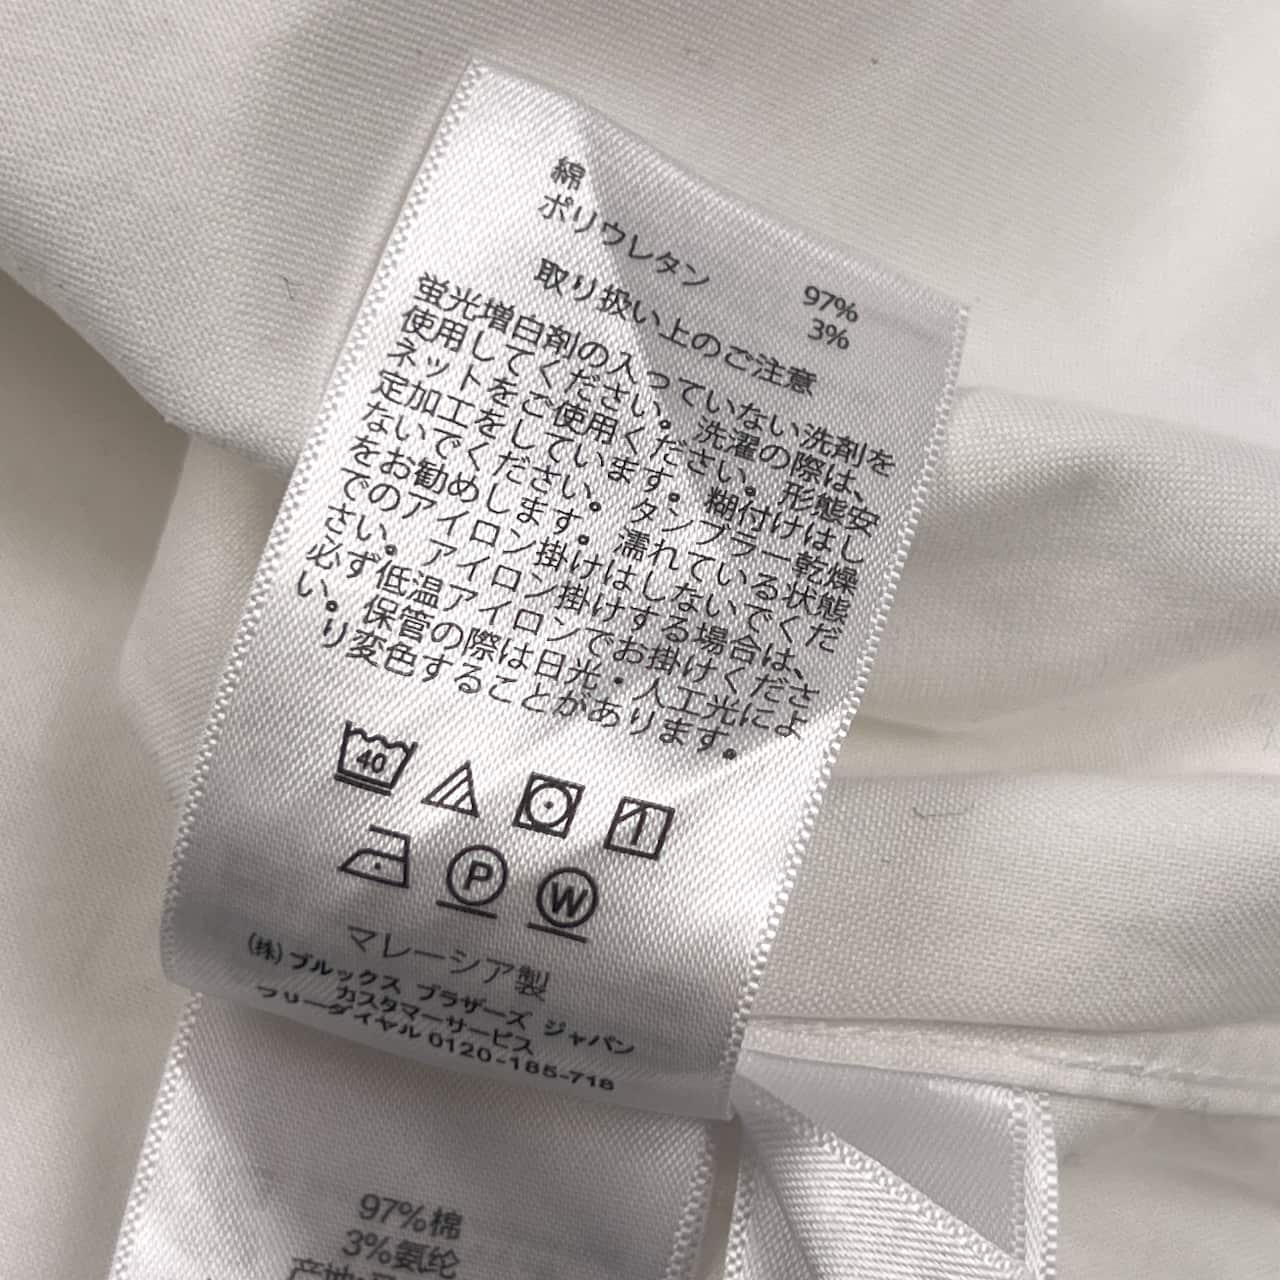 綿 97%
ポリウレタン 3%
取り扱い上のご注意
蛍光増白剤の入っていない洗剤を
使用してください。洗濯の際は、
ネットをご使用ください。形態安
定加工をしています。糊付けはし
ないでください。タンブラー乾燥
をお勧めします。濡れている状態
でのアイロン掛けはしないでくだ
さい。アイロン掛けする場合は、
必ず低温アイロンでお掛けくださ
い。保管の際は日光・人工光によ
り変色することがあります。
40
P W
マレーシア製
(株)ブルックス ブラザーズ ジャパン
カスタマーサービス
フリーダイヤル 0120-185-718
97%棉
3%氨纶
产地: